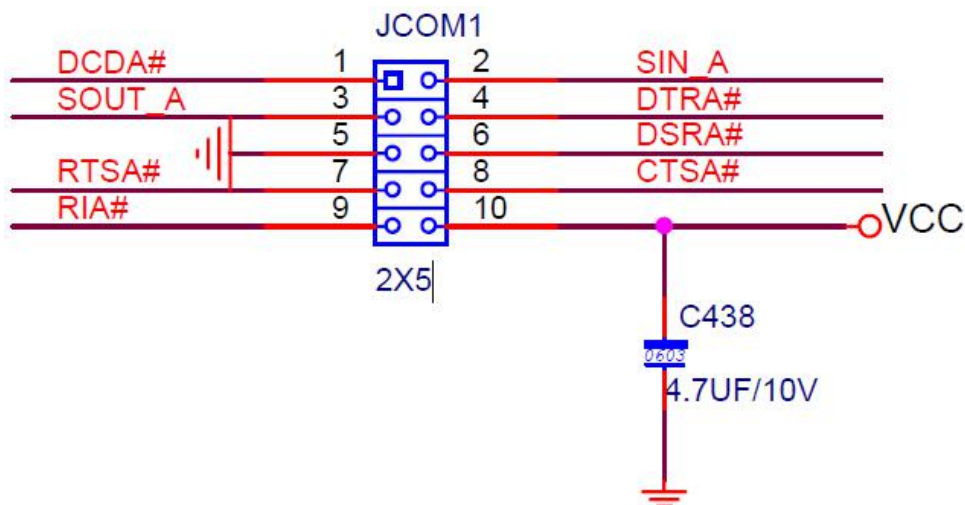 JCOM1
DCDA# 1 2 SIN_A
SOUT_A 3 4 DTRA#
5 6 DSRA#
RTSA# 7 8 CTSA#
RIA# 9 10 VCC
2X5
C438
0603
4.7UF/10V